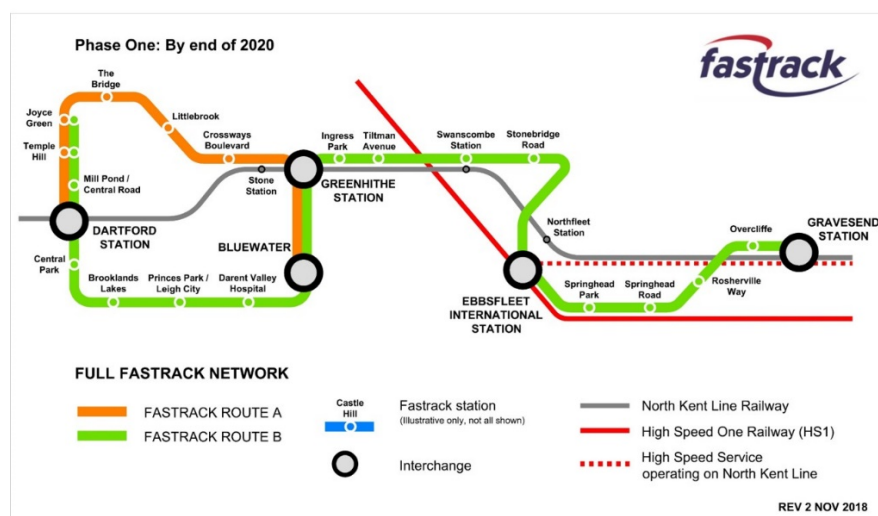 Phase One: By end of 2020
fastrack
The
Bridge
Joyce
Green
Littlebrook
Crossways
Boulevard
Ingress
Park
Tiltman
Avenue
Swanscombe
Station
Stonebridge
Road
Temple
Hill
Mill Pond /
Central Road
Stone
Station
GREENHITHE
STATION
DARTFORD
STATION
BLUEWATER
Northfleet
Station
Overcliffe
GRAVESEND
STATION
Central
Park
Brooklands
Lakes
Princes Park /
Leigh City
Darent Valley
Hospital
EBBSFLEET
INTERNATIONAL
STATION
Springhead
Park
Springhead
Road
Rosherville
Way
FULL FASTRACK NETWORK
FASTRACK ROUTE A
FASTRACK ROUTE B
Castle
Hill
Fastrack station
(Illustrative only, not all shown)
Interchange
North Kent Line Railway
High Speed One Railway (HS1)
High Speed Service
operating on North Kent Line
REV 2 NOV 2018